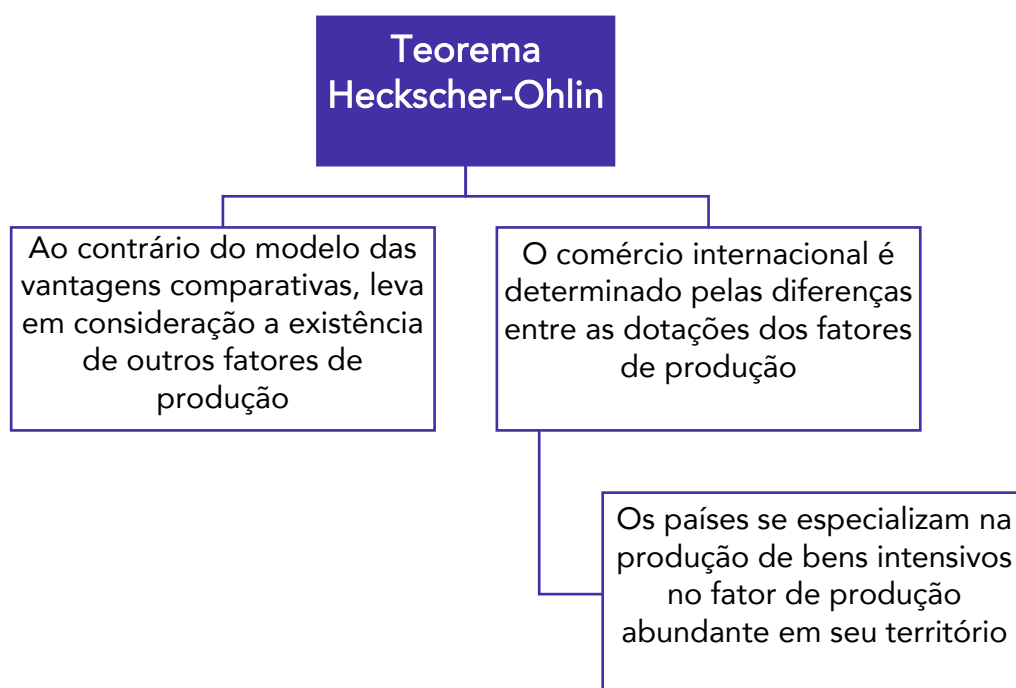 Teorema
Heckscher-Ohlin
Ao contrário do modelo das
vantagens comparativas, leva
em consideração a existência
de outros fatores de
produção
O comércio internacional é
determinado pelas diferenças
entre as dotações dos fatores
de produção
Os países se especializam na
produção de bens intensivos
no fator de produção
abundante em seu território